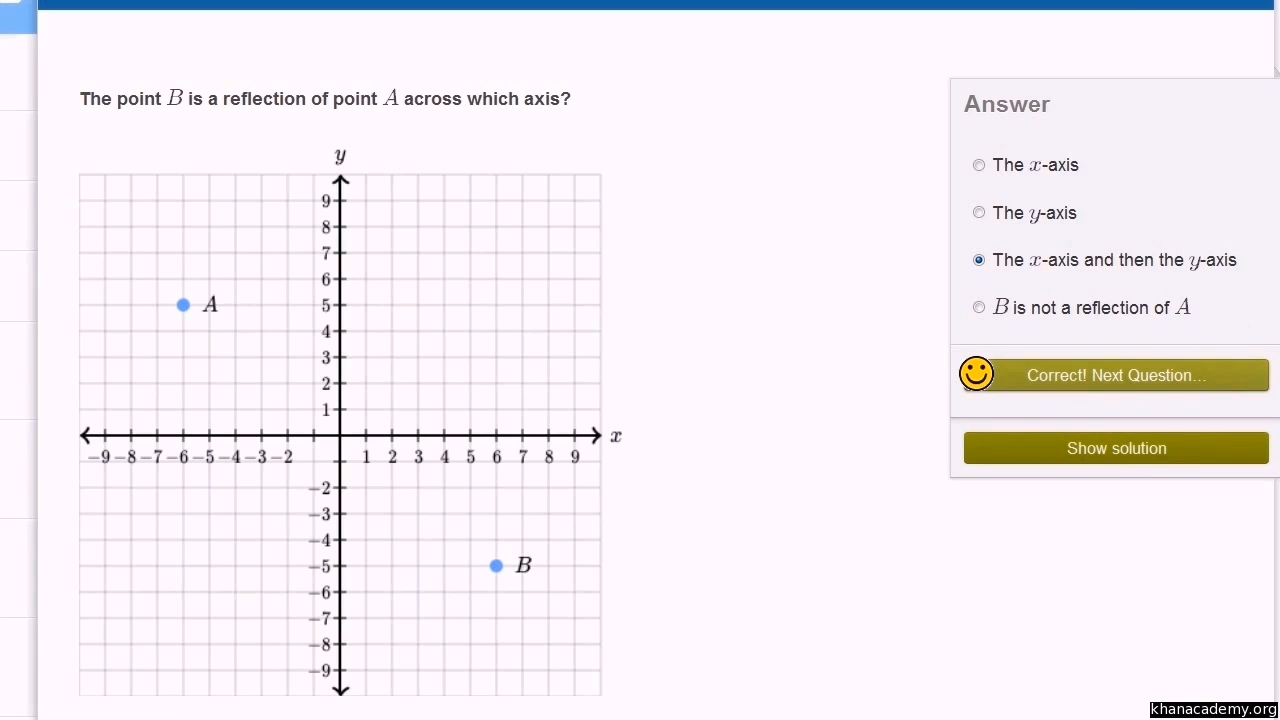 The point B is a reflection of point A across which axis?
y
9
8
7
6
5
A
4
3
2
1
x
−9 −8 −7 −6 −5 −4 −3 −2 1 2 3 4 5 6 7 8 9
−2
−3
−4
−5
B
−6
−7
−8
−9
Answer
The x-axis
The y-axis
The x-axis and then the y-axis
B is not a reflection of A
Correct! Next Question...
Show solution
khanacademy.org